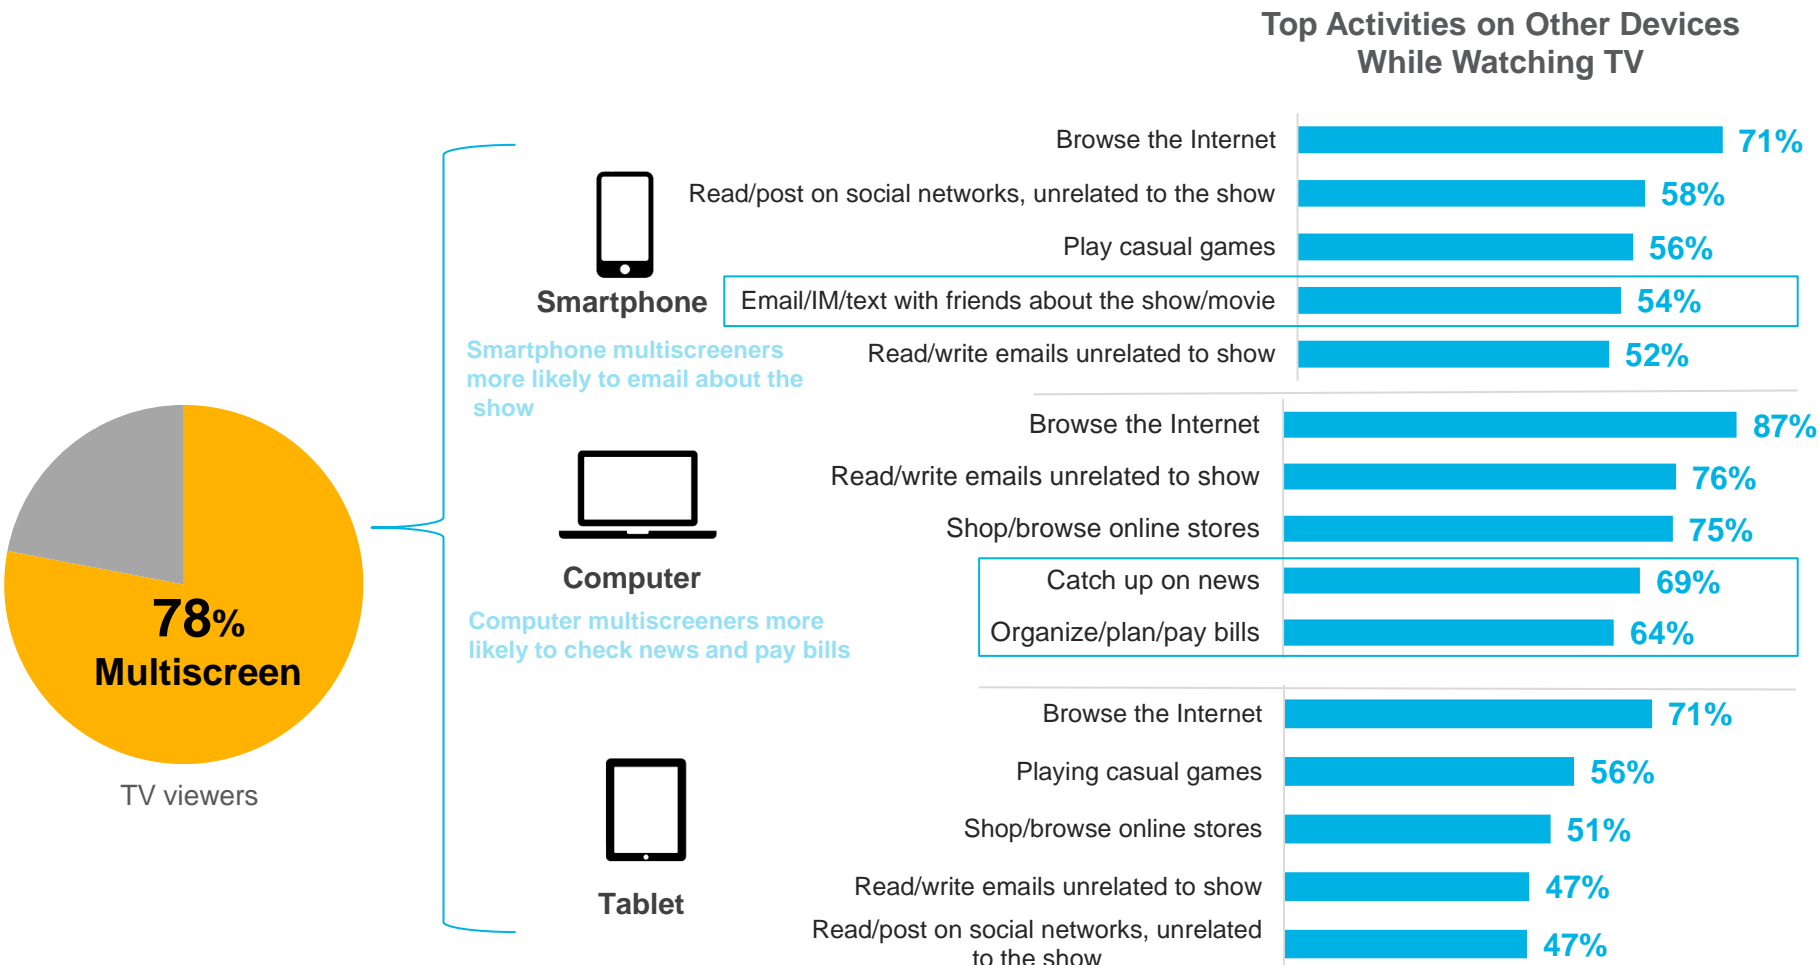 Top Activities on Other Devices
While Watching TV
Browse the Internet 71%
Read/post on social networks, unrelated to the show 58%
Play casual games 56%
Smartphone
Email/IM/text with friends about the show/movie 54%
Smartphone multiscreeners
more likely to email about the
show
Read/write emails unrelated to show 52%
Browse the Internet 87%
Read/write emails unrelated to show 76%
Shop/browse online stores 75%
Computer
Catch up on news 69%
Computer multiscreeners more
likely to check news and pay bills
Organize/plan/pay bills 64%
78%
Multiscreen
TV viewers
Browse the Internet 71%
Playing casual games 56%
Shop/browse online stores 51%
Tablet
Read/write emails unrelated to show 47%
Read/post on social networks, unrelated
to the show 47%